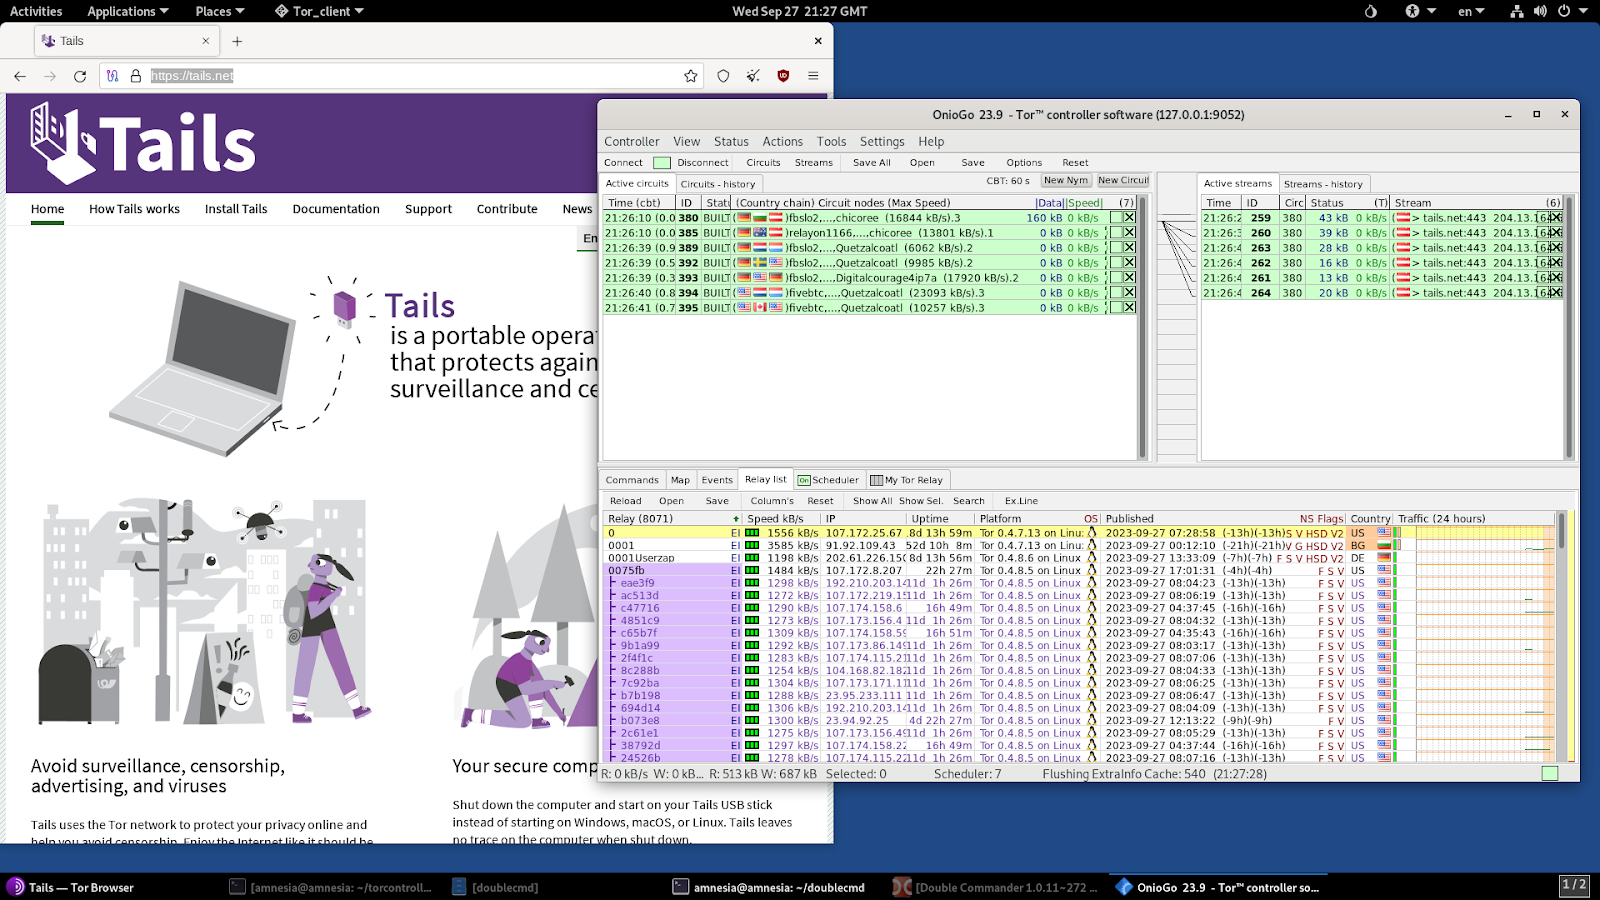 Activities Applications Places Tor_client Wed Sep 27 21:27 GMT en
Tails
https://tails.net
Tails
Home How Tails works Install Tails Documentation Support Contribute News
En
Tails
is a portable opera
that protects again
surveillance and ce
Avoid surveillance, censorship,
advertising, and viruses
Tails uses the Tor network to protect your privacy online and
help you avoid censorship. Enjoy the Internet like it should be
Your secure comp
Shut down the computer and start on your Tails USB stick
instead of starting on Windows, macOS, or Linux. Tails leaves
no trace on the computer when shut down.
OnioGo 23.9 - Tor™ controller software (127.0.0.1:9052)
Controller View Status Actions Tools Settings Help
Connect Disconnect Circuits Streams Save All Open Save Options Reset
Active circuits Circuits - history CBT: 60 s New Nym New Circuit
Time (cbt) ID Stat (Country chain) Circuit nodes (Max Speed) |Data||Speed| (7)
21:26:10 (0.0 380 BUILT ( )fbslo2,...,chicoree (16844 kB/s).3 160 kB 0 kB/s
21:26:10 (0.0 385 BUILT ( )relayon1166,...,chicoree (13801 kB/s).1 0 kB 0 kB/s
21:26:39 (0.9 389 BUILT ( )fbslo2,...,Quetzalcoatl (6062 kB/s).2 0 kB 0 kB/s
21:26:39 (0.5 392 BUILT ( )fbslo2,...,Quetzalcoatl (9985 kB/s).2 0 kB 0 kB/s
21:26:39 (0.3 393 BUILT ( )fbslo2,...,Digitalcourage4ip7a (17920 kB/s).2 0 kB 0 kB/s
21:26:40 (0.8 394 BUILT ( )fivebtc,...,Quetzalcoatl (23093 kB/s).3 0 kB 0 kB/s
21:26:41 (0.7 395 BUILT ( )fivebtc,...,Quetzalcoatl (10257 kB/s).3 0 kB 0 kB/s
Active streams Streams - history
Time ID Circ Status (T) Stream (6)
21:26:2 259 380 43 kB 0 kB/s ( > tails.net:443 204.13.164
21:26:4 260 380 39 kB 0 kB/s ( > tails.net:443 204.13.164
21:26:4 263 380 28 kB 0 kB/s ( > tails.net:443 204.13.164
21:26:4 262 380 16 kB 0 kB/s ( > tails.net:443 204.13.164
21:26:4 261 380 13 kB 0 kB/s ( > tails.net:443 204.13.164
21:26:4 264 380 20 kB 0 kB/s ( > tails.net:443 204.13.164
Commands Map Events Relay list On Scheduler My Tor Relay
Reload Open Save Column's Reset Show All Show Sel. Search Ex.Line
Relay (8071) Speed kB/s IP Uptime Platform OS Published NS Flags Country Traffic (24 hours)
0 EI 1556 kB/s 107.172.25.67 .8d 13h 59m Tor 0.4.7.13 on Linu: 2023-09-27 07:28:58 (-13h)(-13h) S V HSD V2 US
0001 EI 3585 kB/s 91.92.109.43 52d 10h 8m Tor 0.4.7.13 on Linu: 2023-09-27 00:12:10 (-21h)(-21h) V G HSD V2 BG
0001Userzap EI 1198 kB/s 202.61.226.150 8d 13h 56m Tor 0.4.8.6 on Linux 2023-09-27 13:33:09 (-7h)(-7h) F S V HSD V2 DE
0075fb EI 1484 kB/s 172.8.207 22h 27m Tor 0.4.8.5 on Linux 2023-09-27 17:01:31 (-4h)(-4h) F S V US
eae3f9 EI 1298 kB/s 192.210.203.1 11d 1h 26m Tor 0.4.8.5 on Linux 2023-09-27 08:04:23 (-13h)(-13h) F S V US
ac513d EI 1272 kB/s 107.172.219.1 11d 1h 26m Tor 0.4.8.5 on Linux 2023-09-27 08:06:19 (-13h)(-13h) F S V US
c47716 EI 1290 kB/s 107.174.158.6 16h 49m Tor 0.4.8.5 on Linux 2023-09-27 04:37:45 (-16h)(-16h) F S V US
4851c9 EI 1273 kB/s 107.173.156.4 11d 1h 26m Tor 0.4.8.5 on Linux 2023-09-27 08:04:32 (-13h)(-13h) F S V US
c65b7f EI 1309 kB/s 107.174.158.59 16h 51m Tor 0.4.8.5 on Linux 2023-09-27 04:35:43 (-16h)(-16h) F S V US
9b1a99 EI 1292 kB/s 107.173.86.149 11d 1h 26m Tor 0.4.8.5 on Linux 2023-09-27 08:03:17 (-13h)(-13h) F S V US
2f4f1c EI 1283 kB/s 107.174.115.21 11d 1h 26m Tor 0.4.8.5 on Linux 2023-09-27 08:07:06 (-13h)(-13h) F S V US
8c288b EI 1254 kB/s 104.168.82.182 11d 1h 26m Tor 0.4.8.5 on Linux 2023-09-27 08:04:33 (-13h)(-13h) F S V US
7c92ba EI 1304 kB/s 107.173.171.1 11d 1h 26m Tor 0.4.8.5 on Linux 2023-09-27 08:06:25 (-13h)(-13h) F S V US
b7b198 EI 1288 kB/s 23.95.233.111 11d 1h 26m Tor 0.4.8.5 on Linux 2023-09-27 08:06:47 (-13h)(-13h) F S V US
694d14 EI 1306 kB/s 192.210.203.1 11d 1h 26m Tor 0.4.8.5 on Linux 2023-09-27 08:04:09 (-13h)(-13h) F S V US
b073e8 EI 1300 kB/s 23.94.92.25 4d 22h 27m Tor 0.4.8.5 on Linux 2023-09-27 12:13:22 (-9h)(-9h) F V US
2c61e1 EI 1275 kB/s 107.173.156.49 11d 1h 26m Tor 0.4.8.5 on Linux 2023-09-27 08:05:29 (-13h)(-13h) F S V US
38792d EI 1297 kB/s 107.174.158.22 16h 49m Tor 0.4.8.5 on Linux 2023-09-27 04:37:44 (-16h)(-16h) F S V US
24526b EI 1278 kB/s 107.174.115.2 11d 1h 26m Tor 0.4.8.5 on Linux 2023-09-27 08:07:16 (-13h)(-13h) F S V US
R: 0 kB/s W: 0 kB... R: 513 kB W: 687 kB Selected: 0 Scheduler: 7 Flushing ExtraInfo Cache: 540 (21:27:28)
Tails — Tor Browser [amnesia@amnesia: ~/torcontroll... [doublecmd] amnesia@amnesia: ~/doublecmd [Double Commander 1.0.11~272 ... OnioGo 23.9 - Tor™ controller so... 1 / 2